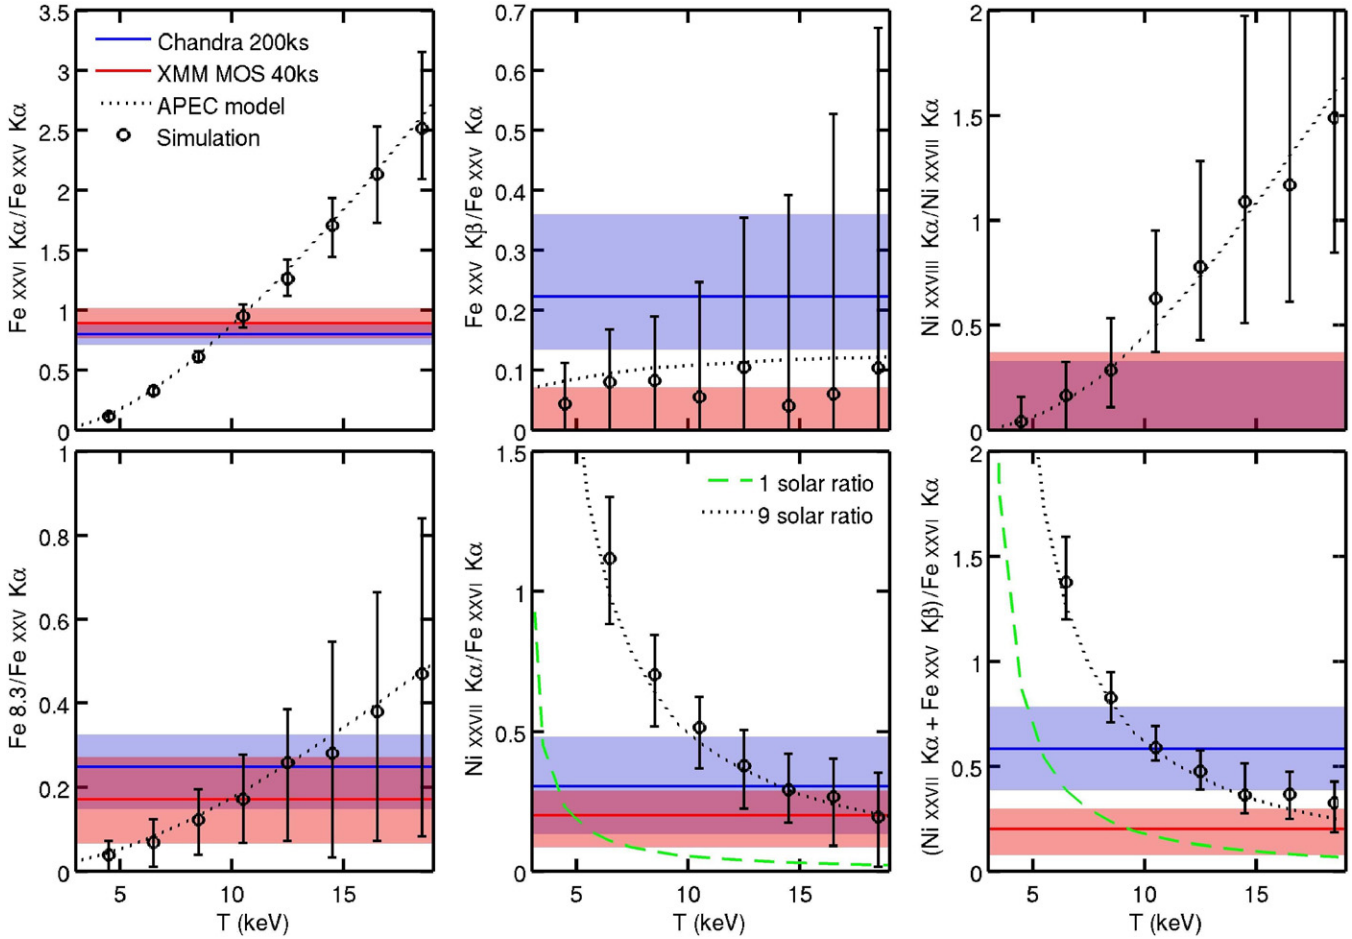 3.5
3
2.5
2
1.5
1
0.5
0
Fe XXVI Kα/Fe XXV Kα
Chandra 200ks
XMM MOS 40ks
APEC model
Simulation
0.7
0.6
0.5
0.4
0.3
0.2
0.1
0
Fe XXV Kβ/Fe XXV Kα
2
1.5
1
0.5
0
Ni XXVIII Kα/Ni XXVII Kα
1
0.8
0.6
0.4
0.2
0
Fe 8.3/Fe XXV Kα
5 10 15
T (keV)
1.5
1
0.5
0
Ni XXVII Kα/Fe XXVI Kα
1 solar ratio
9 solar ratio
5 10 15
T (keV)
2
1.5
1
0.5
0
(Ni XXVII Kα + Fe XXV Kβ)/Fe XXVI Kα
5 10 15
T (keV)